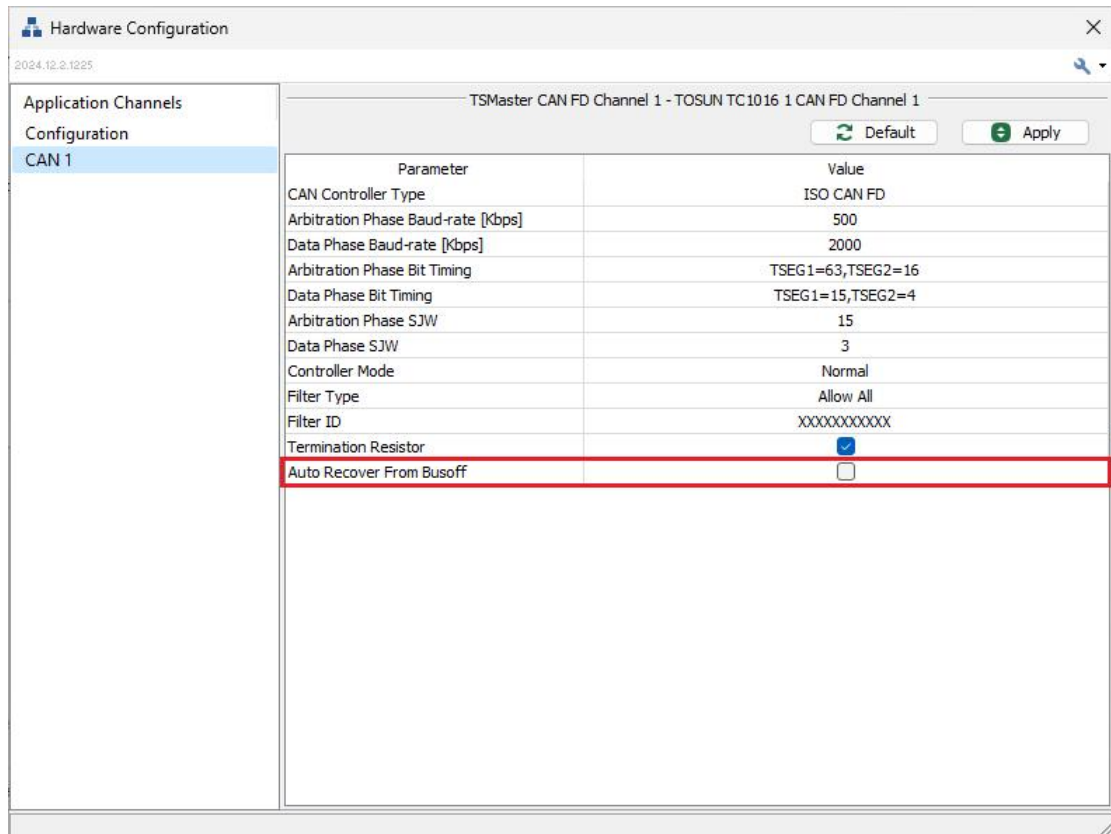 Hardware Configuration
2024.12.2.1225
Application Channels
Configuration
CAN 1
TSMaster CAN FD Channel 1 - TOSUN TC1016 1 CAN FD Channel 1
Default Apply
Parameter Value
CAN Controller Type ISO CAN FD
Arbitration Phase Baud-rate [Kbps] 500
Data Phase Baud-rate [Kbps] 2000
Arbitration Phase Bit Timing TSEG1=63,TSEG2=16
Data Phase Bit Timing TSEG1=15,TSEG2=4
Arbitration Phase SJW 15
Data Phase SJW 3
Controller Mode Normal
Filter Type Allow All
Filter ID XXXXXXXXXXX
Termination Resistor
Auto Recover From Busoff